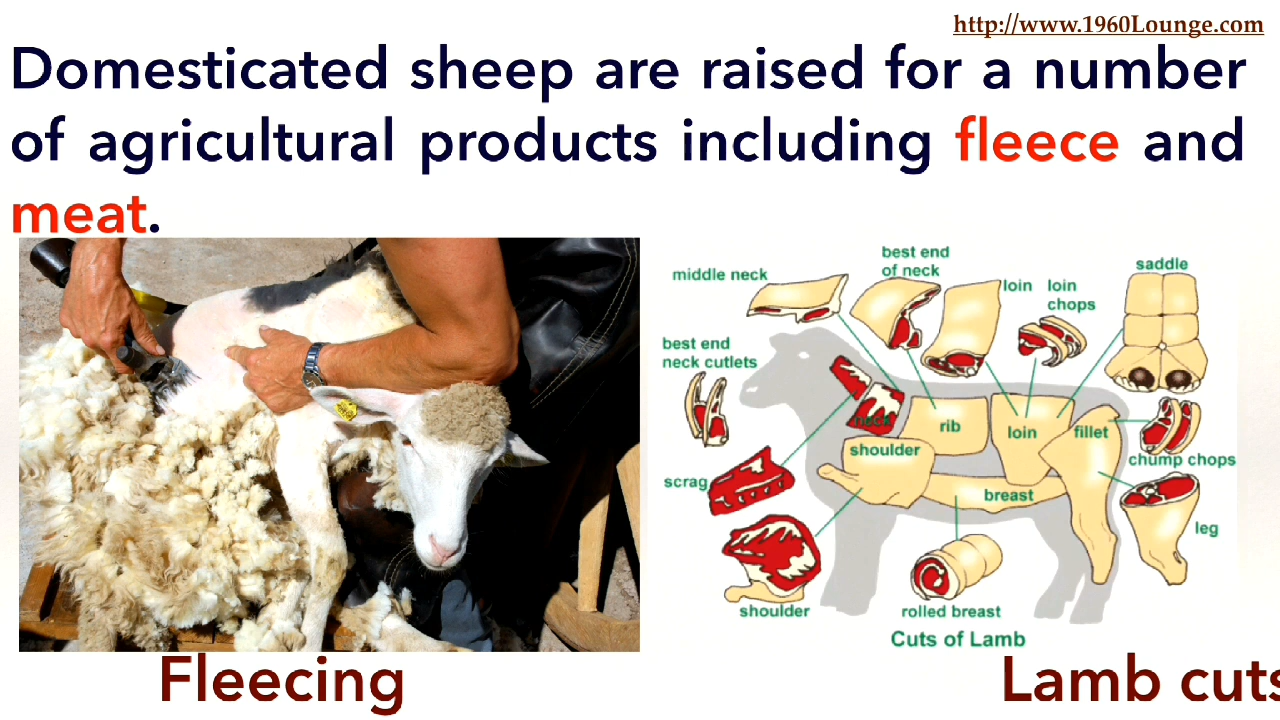 http://www.1960Lounge.com
Domesticated sheep are raised for a number
of agricultural products including fleece and
meat.
middle neck
best end
of neck
loin
loin
chops
saddle
best end
neck cutlets
neck
rib
loin
fillet
shoulder
chump chops
scrag
breast
leg
shoulder
rolled breast
Cuts of Lamb
Fleecing
Lamb cuts